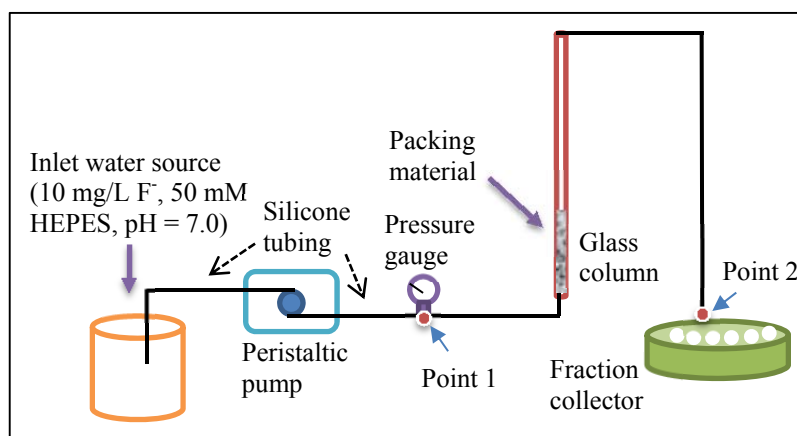 Inlet water source
(10 mg/L F-, 50 mM
HEPES, pH = 7.0)
Silicone
tubing
Peristaltic
pump
Pressure
gauge
Point 1
Packing
material
Glass
column
Point 2
Fraction
collector